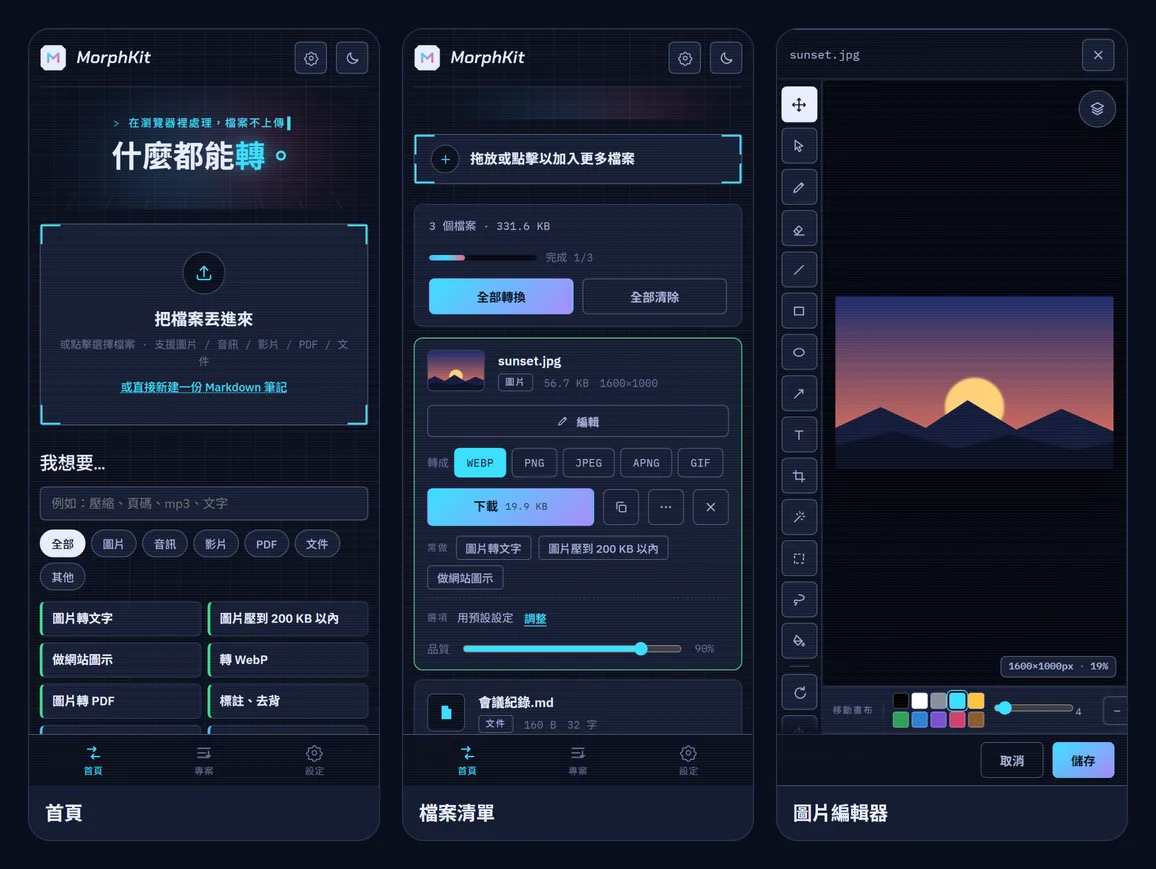 MorphKit
> 在瀏覽器裡處理，檔案不上傳
什麼都能轉。
把檔案丟進來
或點擊選擇檔案 · 支援圖片 / 音訊 / 影片 / PDF / 文
件
或直接新建一份 Markdown 筆記
我想要…
例如：壓縮、頁碼、mp3、文字
全部 圖片 音訊 影片 PDF 文件
其他
圖片轉文字 圖片壓到 200 KB 以內
做網站圖示 轉 WebP
圖片轉 PDF 標註、去背
首頁 專案 設定
首頁
MorphKit
拖放或點擊以加入更多檔案
3 個檔案 · 331.6 KB
完成 1/3
全部轉換 全部清除
sunset.jpg
圖片 56.7 KB 1600×1000
編輯
轉成 WEBP PNG JPEG APNG GIF
下載 19.9 KB
常做 圖片轉文字 圖片壓到 200 KB 以內
做網站圖示
選項 用預設設定 調整
品質 90%
會議紀錄.md
文件 160 B 32 字
首頁 專案 設定
檔案清單
sunset.jpg
T
1600×1000px · 19%
移動畫布 4
取消 儲存
圖片編輯器